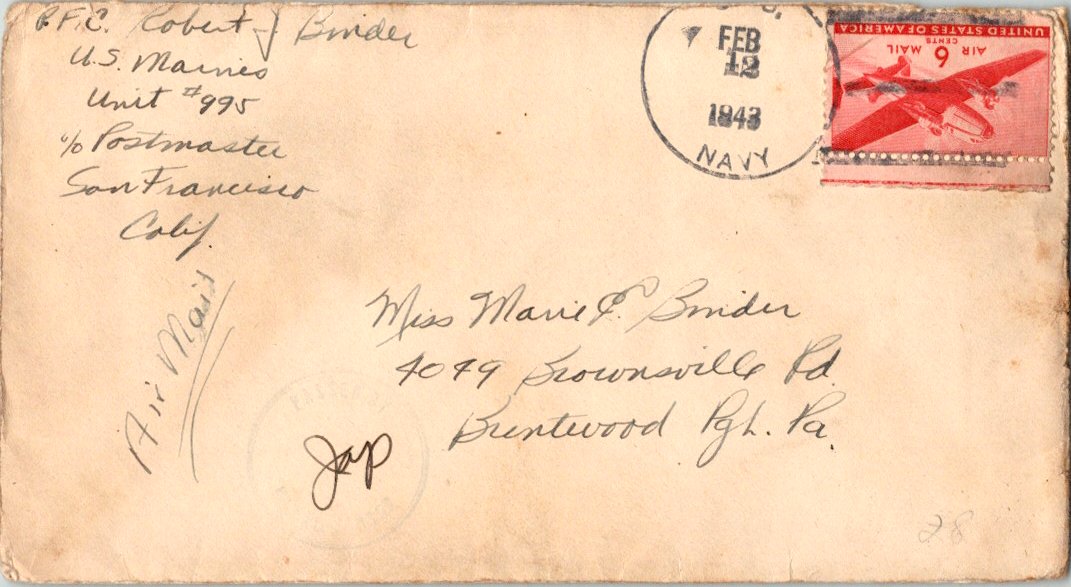 P.F.C. Robert J Binder
U.S. Marines
Unit #995
c/o Postmaster
San Francisco
Calif.
Air Mail
FEB
12
1943
NAVY
UNITED STATES OF AMERICA
6 CENTS
AIR MAIL
Miss Marie E. Binder
4049 Brownsville Rd.
Brentwood Pgh. Pa.
Jap
28